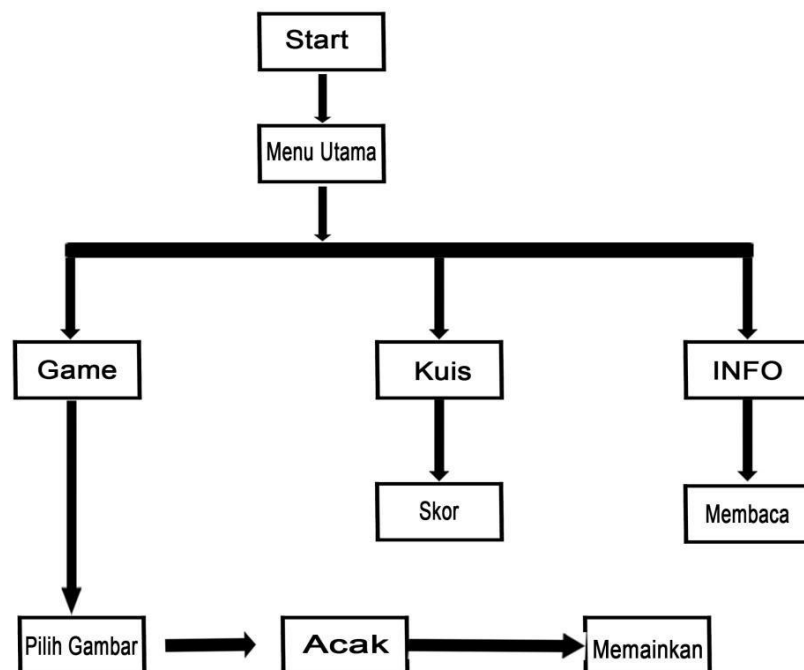 Start
Menu Utama
Game
Kuis
INFO
Skor
Membaca
Pilih Gambar
Acak
Memainkan